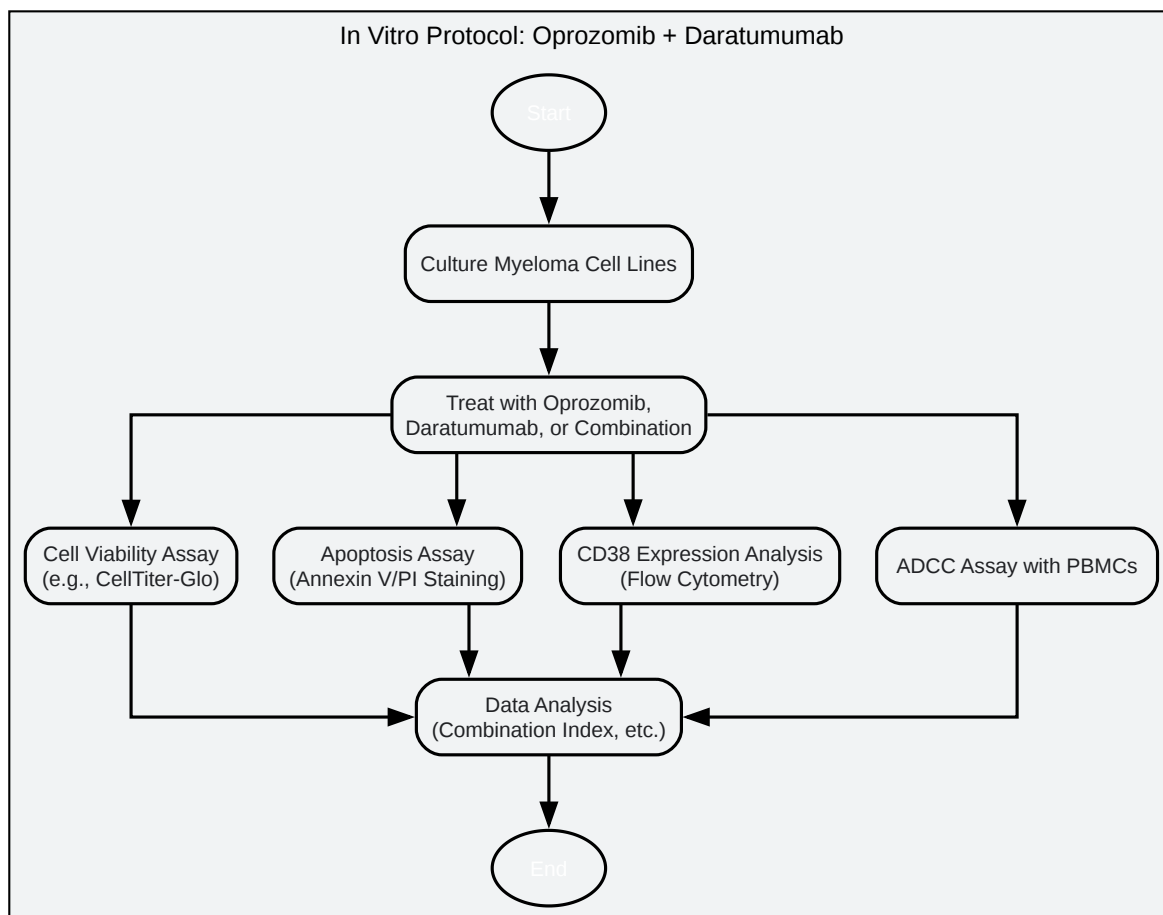 In Vitro Protocol: Oprozomib + Daratumumab
Start
Culture Myeloma Cell Lines
Treat with Oprozomib,
Daratumumab, or Combination
Cell Viability Assay
(e.g., CellTiter-Glo)
Apoptosis Assay
(Annexin V/PI Staining)
CD38 Expression Analysis
(Flow Cytometry)
ADCC Assay with PBMCs
Data Analysis
(Combination Index, etc.)
End